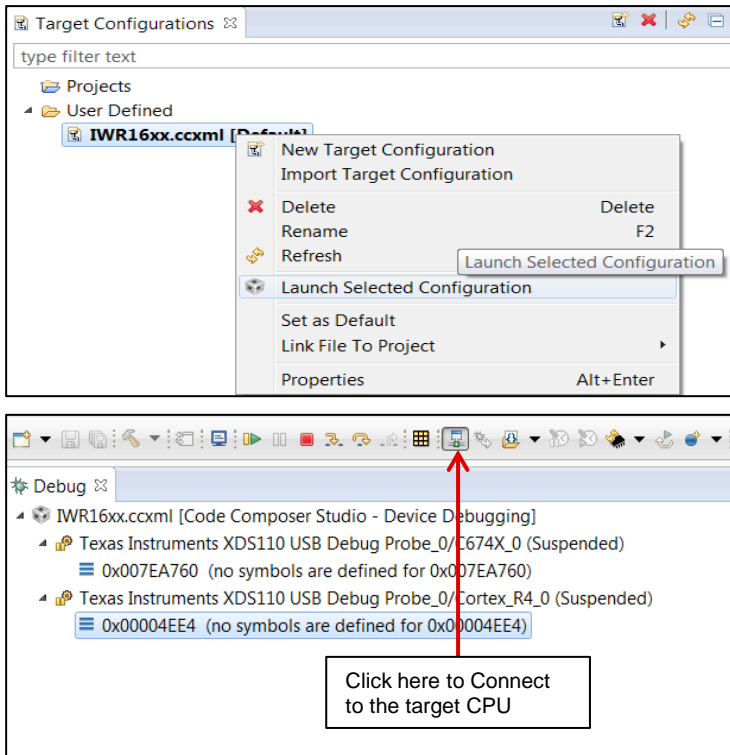 Target Configurations
type filter text
Projects
User Defined
IWR16xx.ccxml [Default]
New Target Configuration
Import Target Configuration
Delete Delete
Rename F2
Refresh
Launch Selected Configuration
Launch Selected Configuration
Set as Default
Link File To Project
Properties Alt+Enter
Debug
IWR16xx.ccxml [Code Composer Studio - Device Debugging]
Texas Instruments XDS110 USB Debug Probe_0/C674X_0 (Suspended)
0x007EA760 (no symbols are defined for 0x007EA760)
Texas Instruments XDS110 USB Debug Probe_0/Cortex_R4_0 (Suspended)
0x00004EE4 (no symbols are defined for 0x00004EE4)
Click here to Connect
to the target CPU